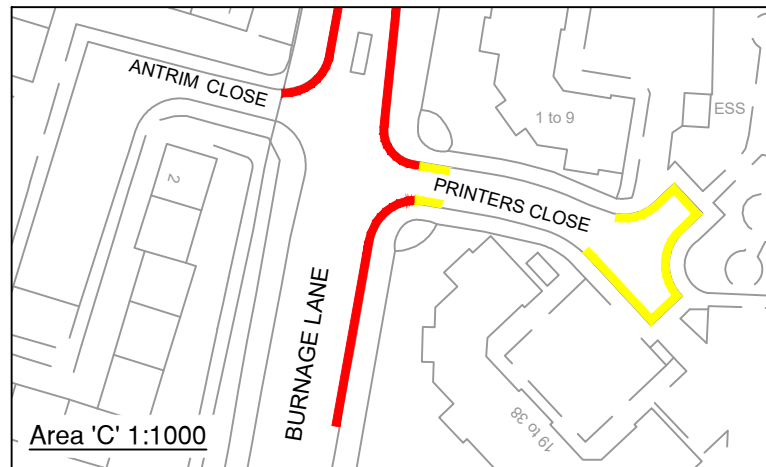 ANTRIM CLOSE
1 to 9
ESS
2
PRINTERS CLOSE
BURNAGE LANE
19 to 38
Area 'C' 1:1000